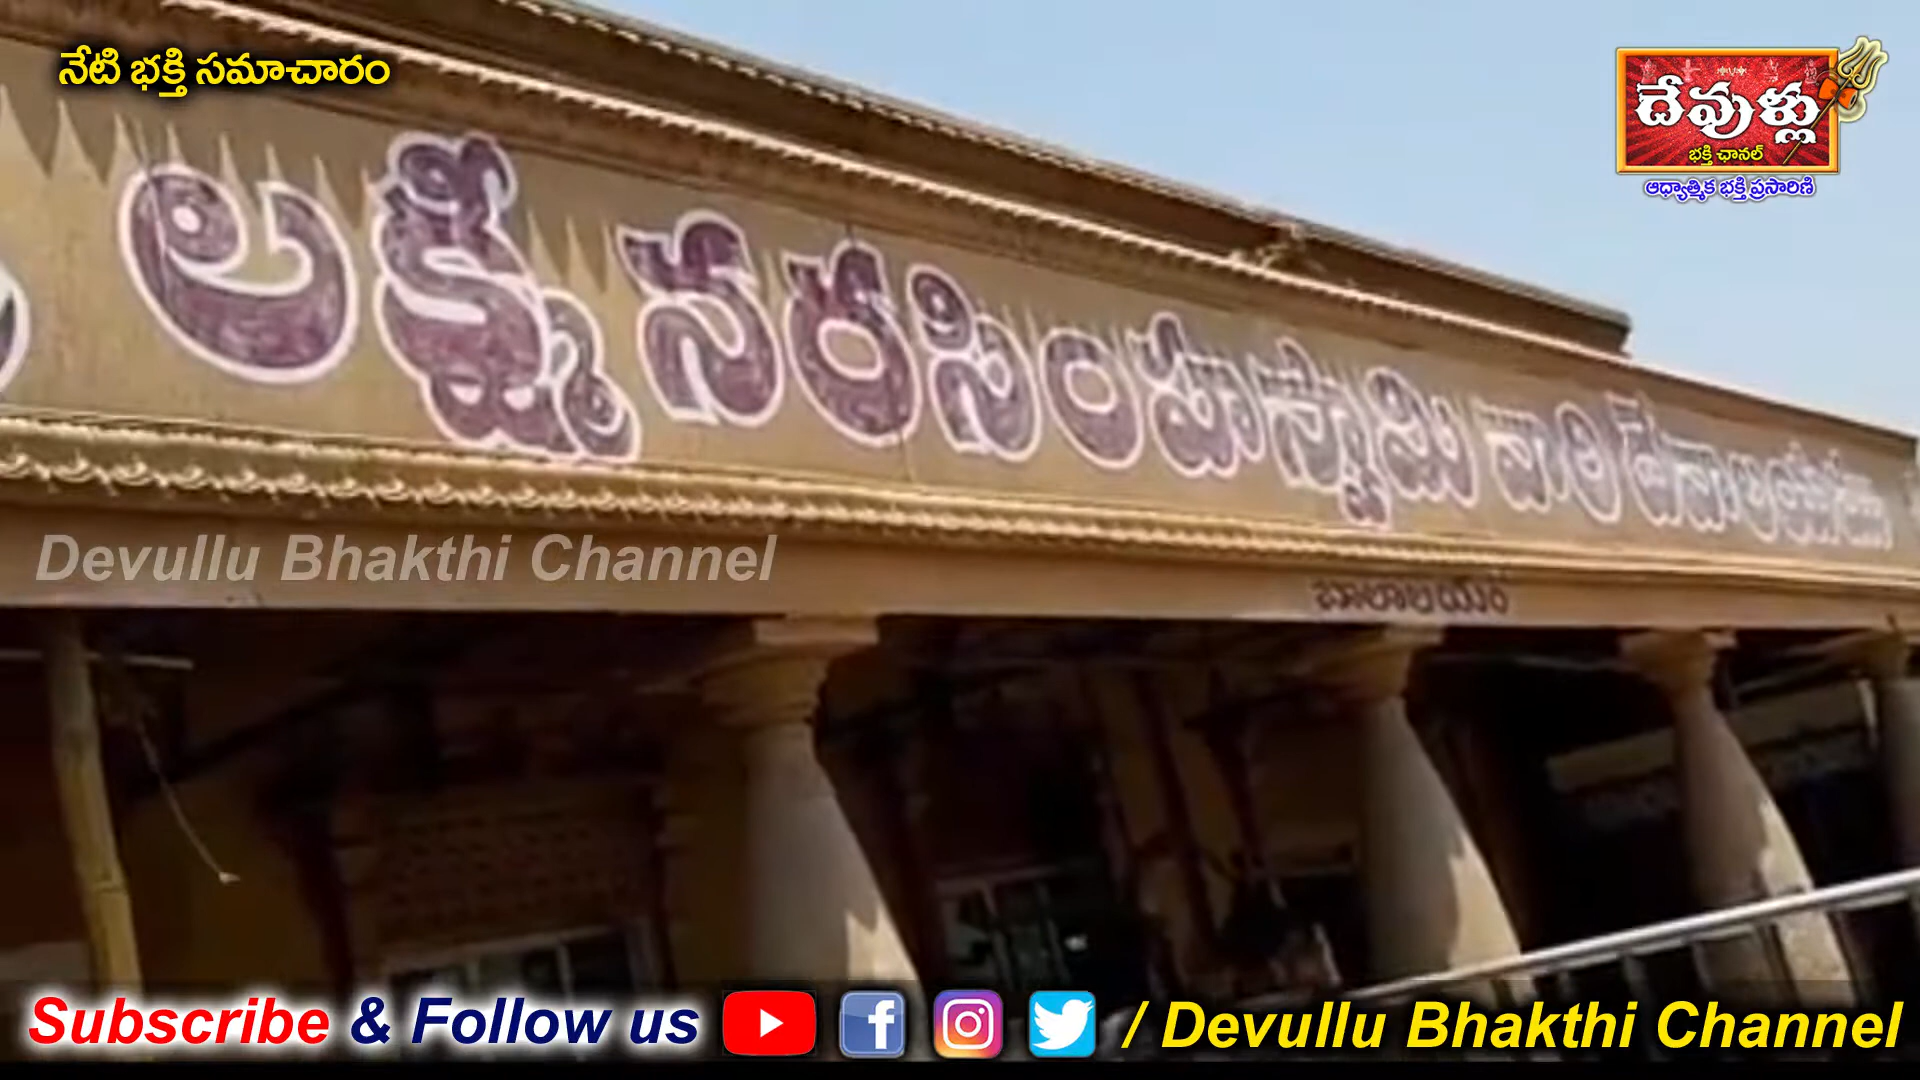 నేటి భక్తి సమాచారం
దేవుళ్లు
భక్తి ఛానల్
ఆధ్యాత్మిక భక్తి ప్రసారిణి
లక్ష్మీ నరసింహస్వామి వారి దేవాలయము
Devullu Bhakthi Channel
బాలాలయం
Subscribe & Follow us / Devullu Bhakthi Channel